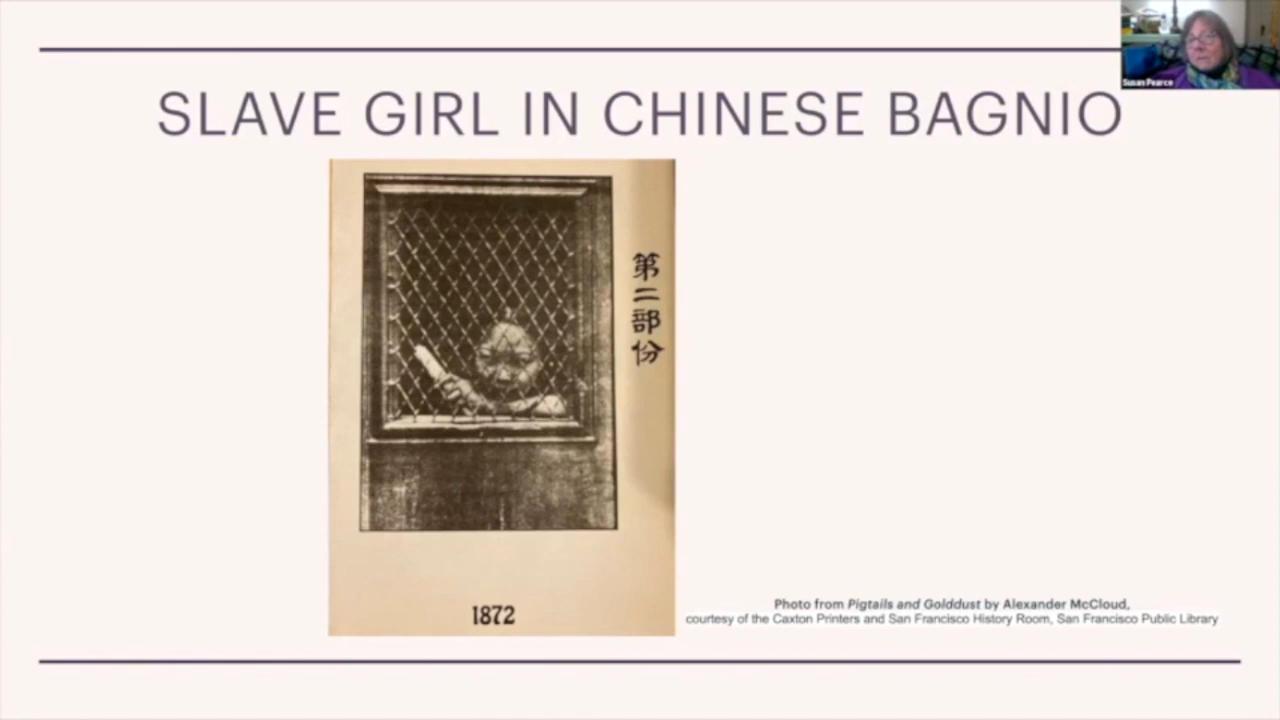 Susan Pearce
SLAVE GIRL IN CHINESE BAGNIO
第二部份
1872
Photo from Pigtails and Golddust by Alexander McCloud,
courtesy of the Caxton Printers and San Francisco History Room, San Francisco Public Library